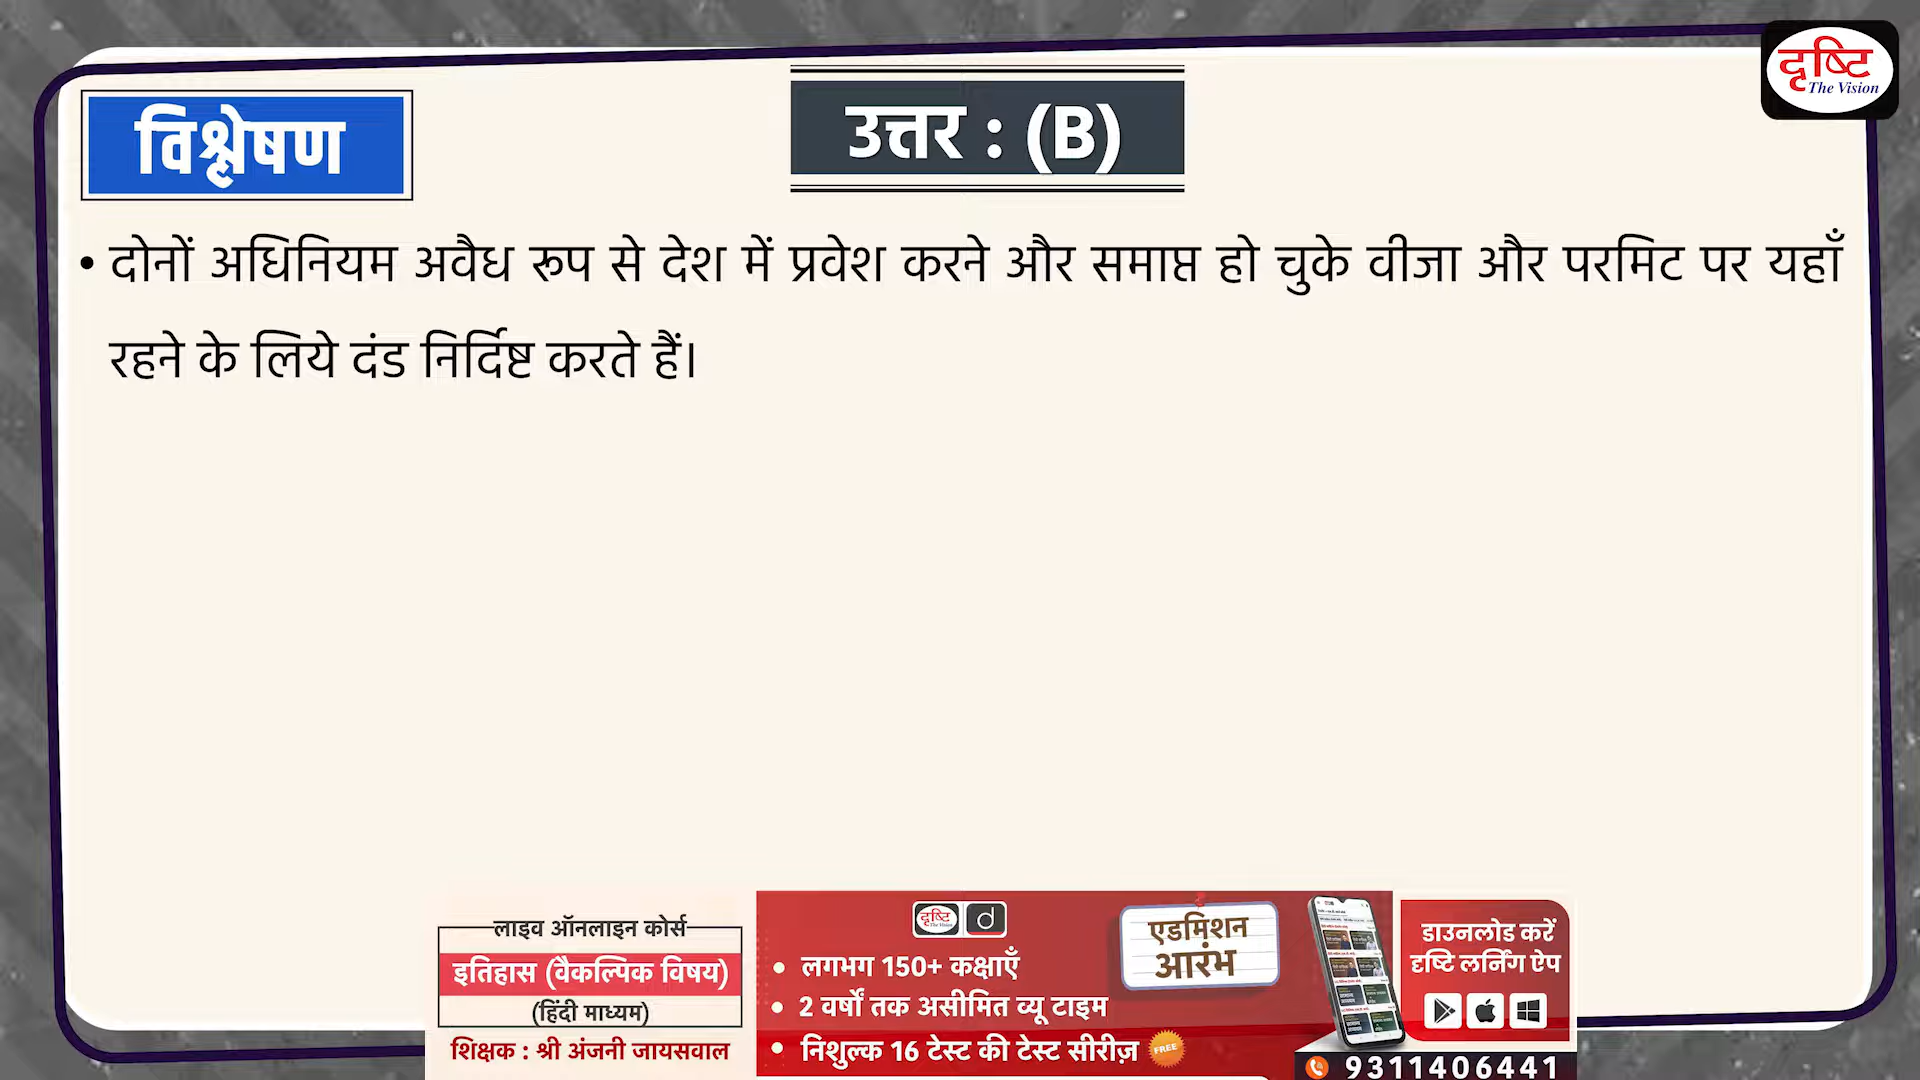 दृष्टि
The Vision
विश्लेषण
उत्तर : (B)
• दोनों अधिनियम अवैध रूप से देश में प्रवेश करने और समाप्त हो चुके वीजा और परमिट पर यहाँ
रहने के लिये दंड निर्दिष्ट करते हैं।
लाइव ऑनलाइन कोर्स
इतिहास (वैकल्पिक विषय)
(हिंदी माध्यम)
शिक्षक : श्री अंजनी जायसवाल
दृष्टि
The Vision
d
• लगभग 150+ कक्षाएँ
• 2 वर्षों तक असीमित व्यू टाइम
• निशुल्क 16 टेस्ट की टेस्ट सीरीज़
FREE
एडमिशन
आरंभ
डाउनलोड करें
दृष्टि लर्निंग ऐप
9311406441